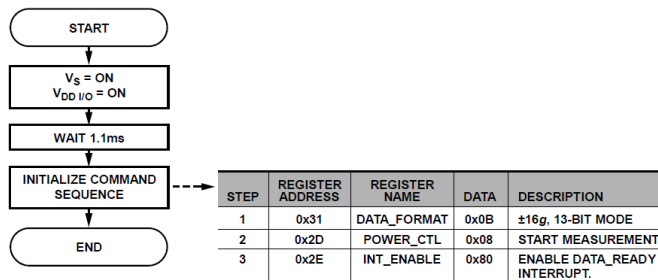 START
VS = ON
VDD I/O = ON
WAIT 1.1ms
INITIALIZE COMMAND
SEQUENCE
END
STEP REGISTER ADDRESS REGISTER NAME DATA DESCRIPTION
1 0x31 DATA_FORMAT 0x0B ±16g, 13-BIT MODE
2 0x2D POWER_CTL 0x08 START MEASUREMENT
3 0x2E INT_ENABLE 0x80 ENABLE DATA_READY
INTERRUPT.